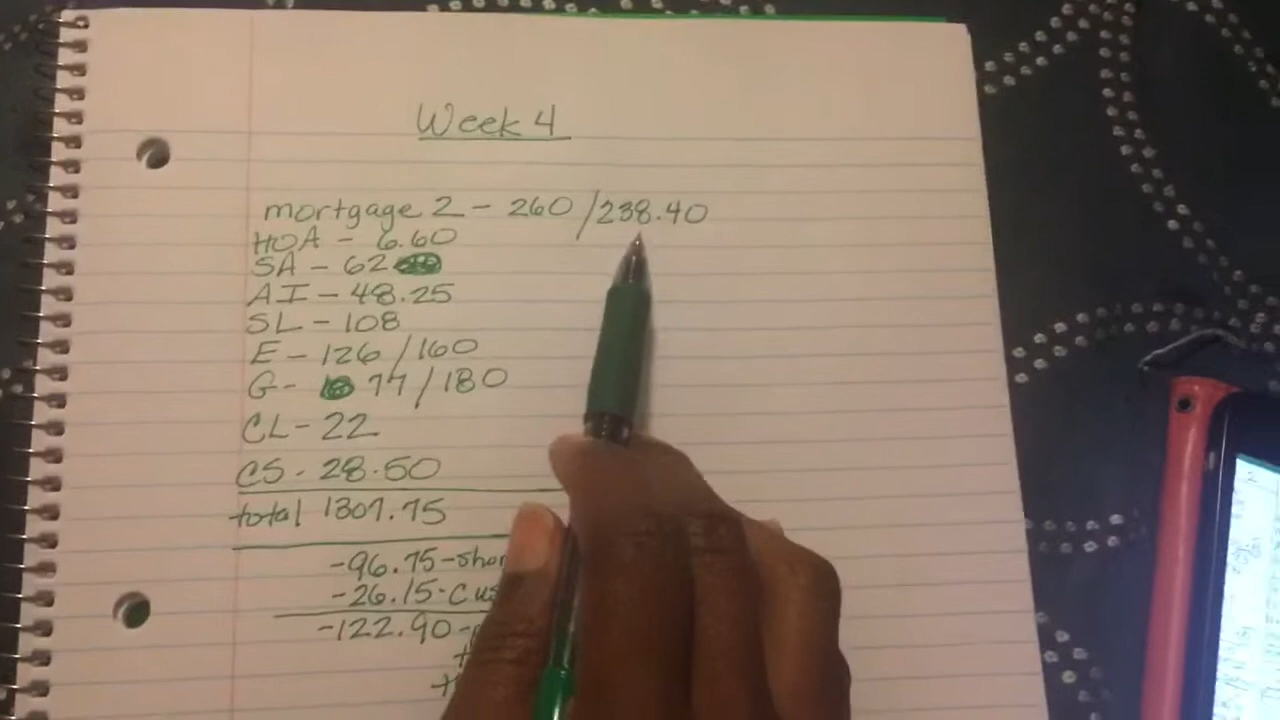 Week 4
mortgage 2 - 260 / 238.40
HOA - 6.60
SA - 62
AI - 48.25
SL - 108
E - 126 / 160
G - 77 / 180
CL - 22
CS - 28.50
total 1307.75
-96.75 -
-26.15 -
-122.90 -